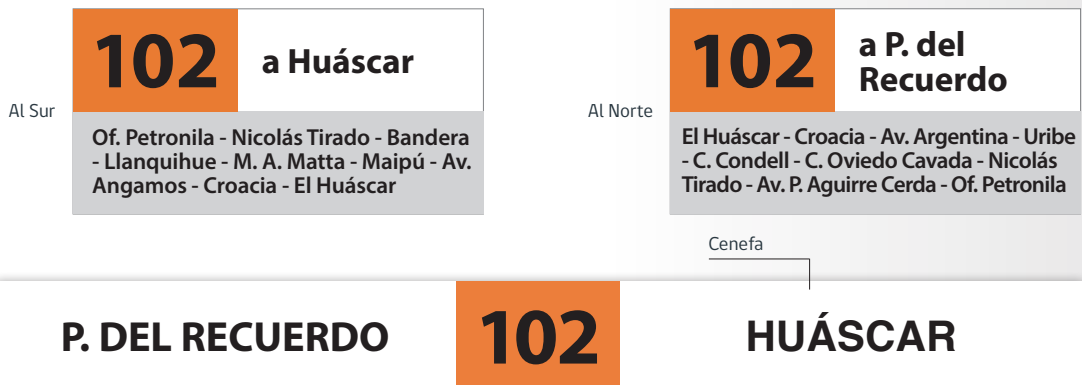 Al Sur
102
a Huáscar
Of. Petronila - Nicolás Tirado - Bandera
- Llanquihue - M. A. Matta - Maipú - Av.
Angamos - Croacia - El Huáscar
Al Norte
102
a P. del
Recuerdo
El Huáscar - Croacia - Av. Argentina - Uribe
- C. Condell - C. Oviedo Cavada - Nicolás
Tirado - Av. P. Aguirre Cerda - Of. Petronila
Cenefa
P. DEL RECUERDO
102
HUÁSCAR